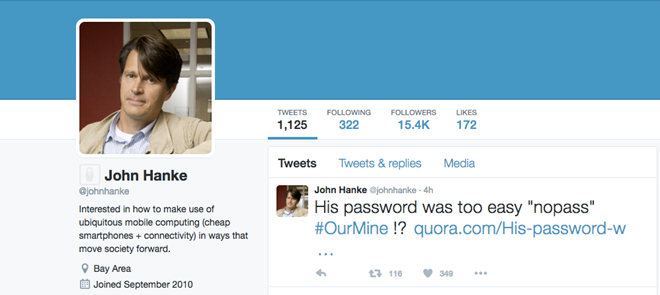 TWEETS FOLLOWING FOLLOWERS LIKES
1,125 322 15.4K 172
John Hanke
@johnhanke
Interested in how to make use of
ubiquitous mobile computing (cheap
smartphones + connectivity) in ways that
move society forward.
Bay Area
Joined September 2010
Tweets Tweets & replies Media
John Hanke @johnhanke · 4h
His password was too easy "nopass"
#OurMine !? quora.com/His-password-w
...
116 349